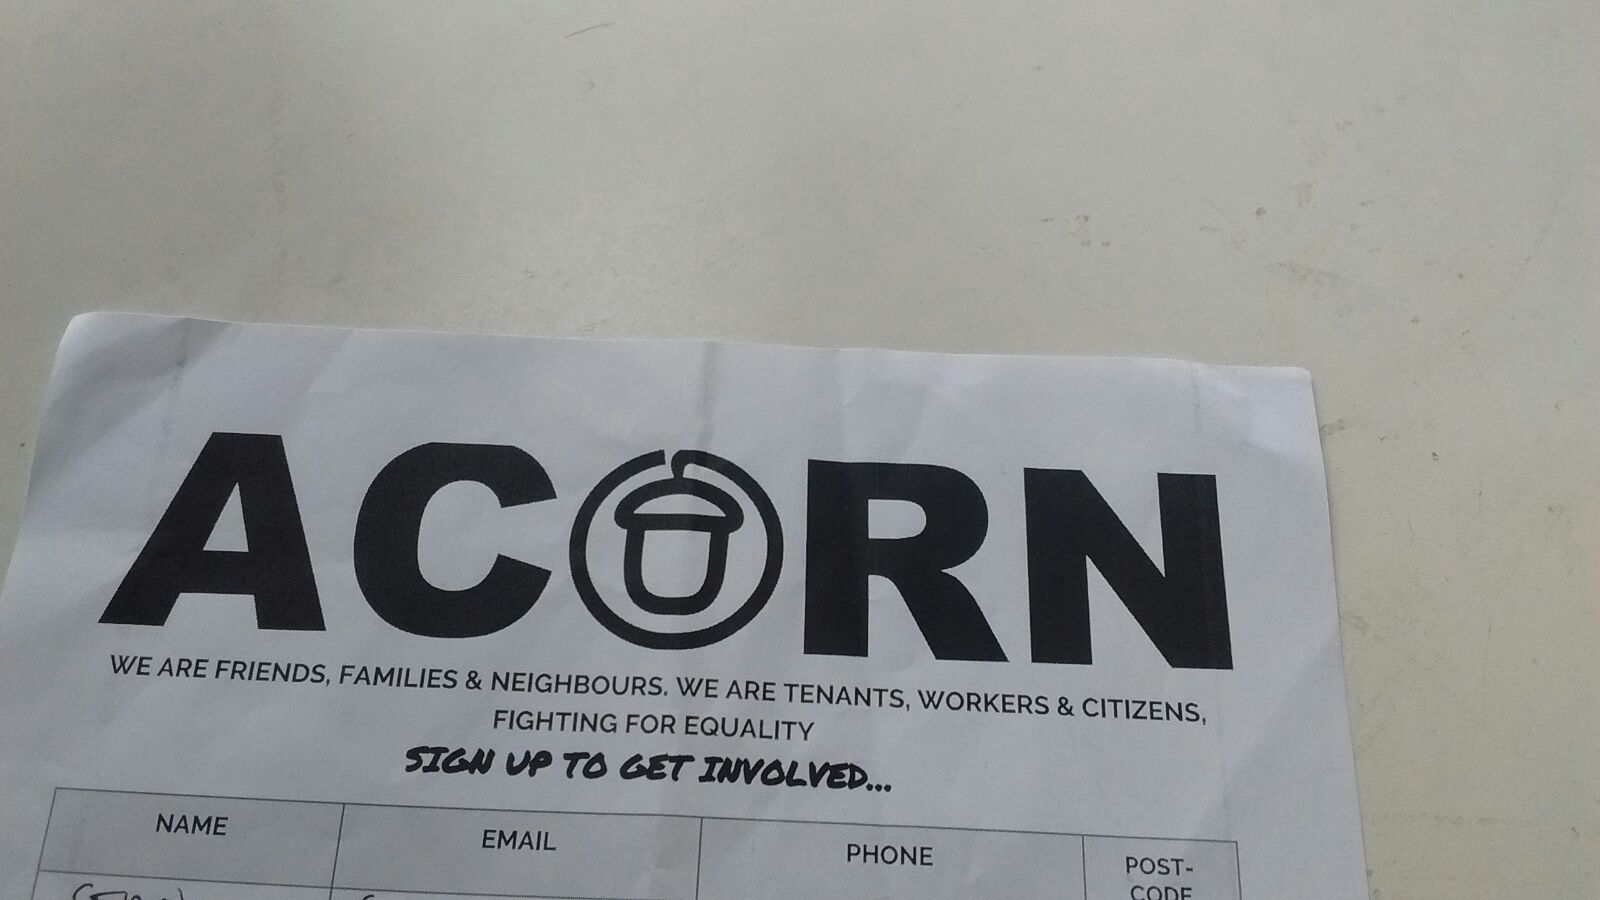 ACORN
WE ARE FRIENDS, FAMILIES & NEIGHBOURS. WE ARE TENANTS, WORKERS & CITIZENS,
FIGHTING FOR EQUALITY
SIGN UP TO GET INVOLVED...
NAME EMAIL PHONE POST-
CODE